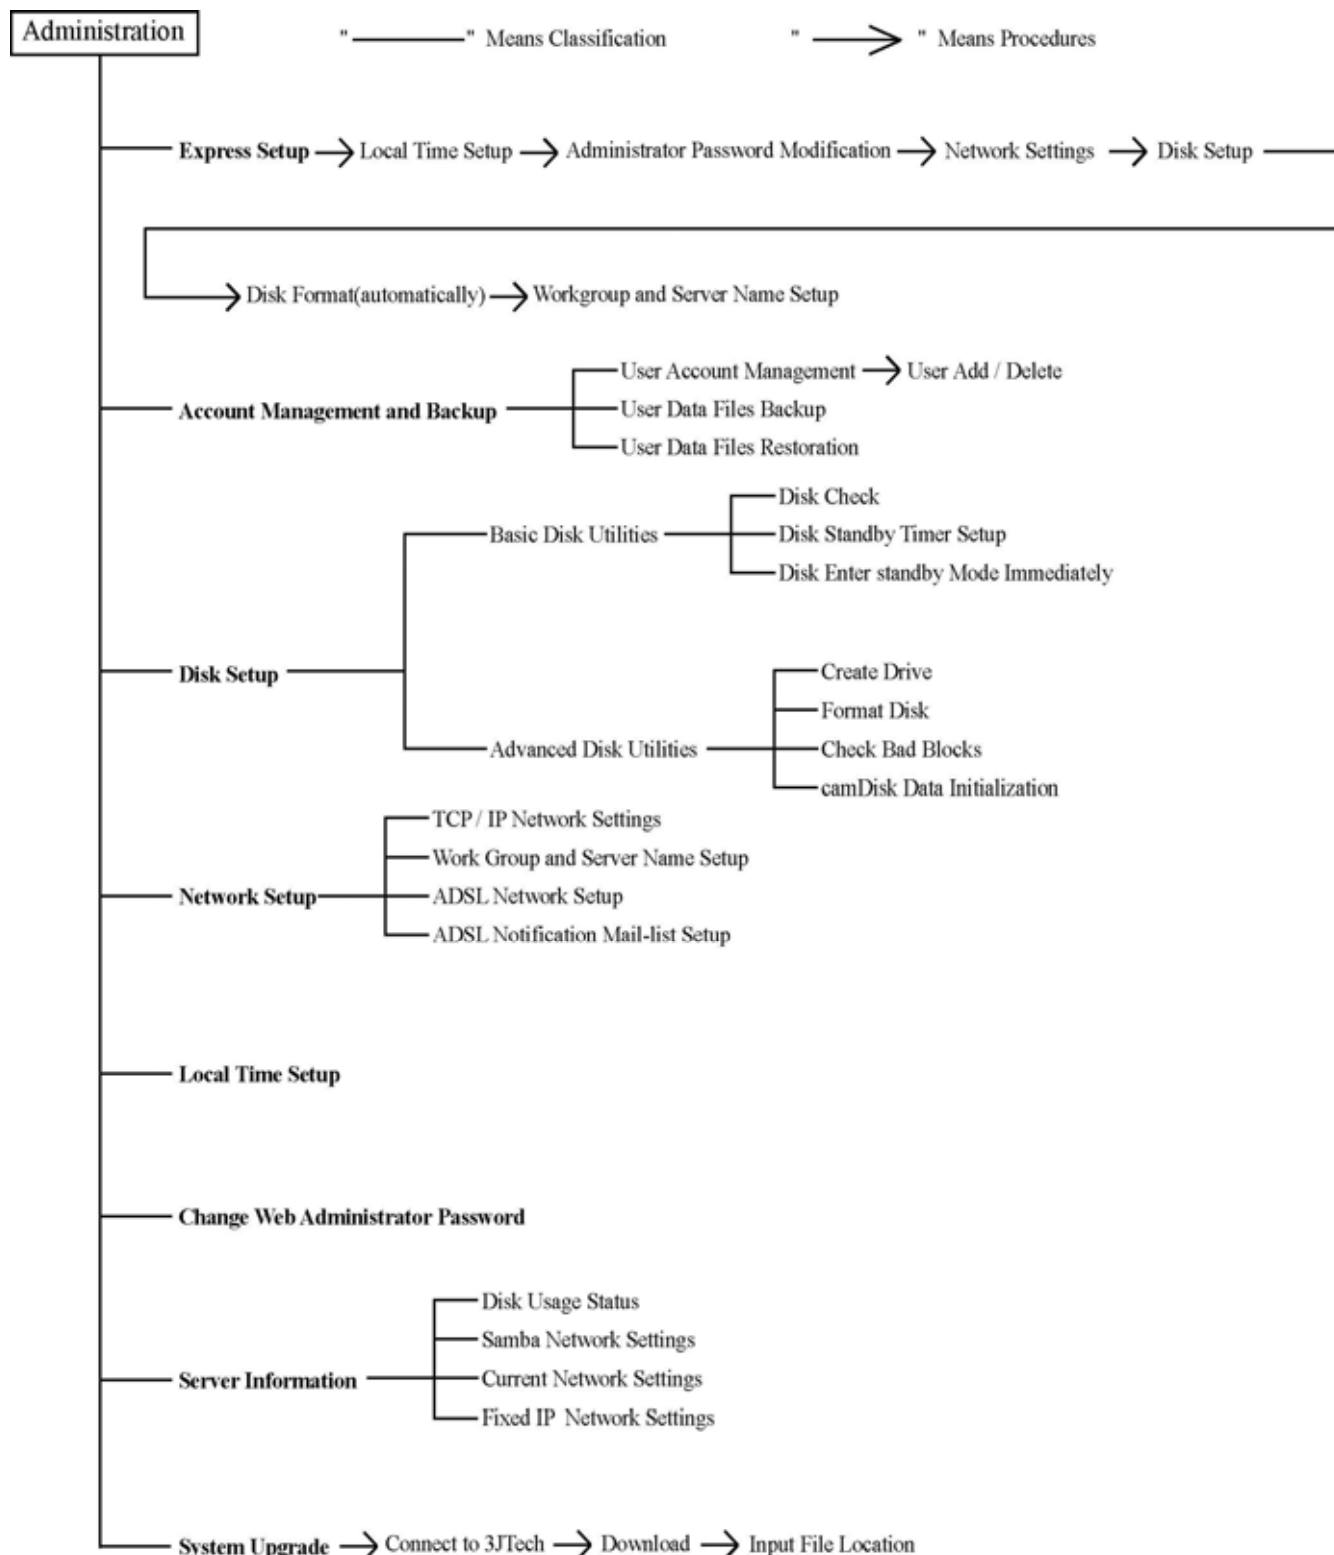 Administration
" " Means Classification " " Means Procedures
Express Setup Local Time Setup Administrator Password Modification Network Settings Disk Setup
Disk Format(automatically) Workgroup and Server Name Setup
User Account Management User Add / Delete
Account Management and Backup
User Data Files Backup
User Data Files Restoration
Disk Check
Basic Disk Utilities
Disk Standby Timer Setup
Disk Enter standby Mode Immediately
Disk Setup
Create Drive
Format Disk
Advanced Disk Utilities
Check Bad Blocks
camDisk Data Initialization
TCP / IP Network Settings
Work Group and Server Name Setup
Network Setup
ADSL Network Setup
ADSL Notification Mail-list Setup
Local Time Setup
Change Web Administrator Password
Disk Usage Status
Samba Network Settings
Server Information
Current Network Settings
Fixed IP Network Settings
System Upgrade Connect to 3JTech Download Input File Location